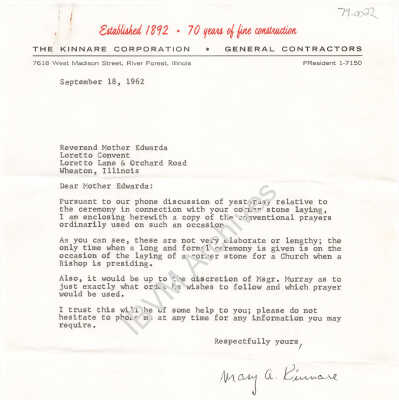 79-0022
Established 1892 • 70 years of fine construction
THE KINNARE CORPORATION • GENERAL CONTRACTORS
7618 West Madison Street, River Forest, Illinois PResident 1-7150
September 18, 1962
Reverend Mother Edwards
Loretto Convent
Loretto Lane & Orchard Road
Wheaton, Illinois
Dear Mother Edwards:
Pursuant to our phone discussion of yesterday relative to
the ceremony in connection with your corner stone laying,
I am enclosing herewith a copy of the conventional prayers
ordinarily used on such an occasion.
As you can see, these are not very elaborate or lengthy; the
only time when a long and formal ceremony is given is on the
occasion of the laying of a corner stone for a Church when a
Bishop is presiding.
Also, it would be up to the discretion of Msgr. Murray as to
just exactly what order he wishes to follow and which prayer
would be used.
I trust this will be of some help to you; please do not
hesitate to phone me at any time for any information you may
require.
Respectfully yours,
Mary A. Kinnare
IBVM Archives